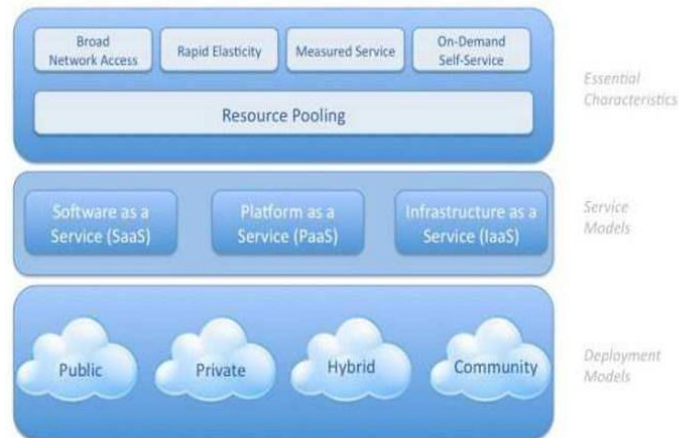 Broad
Network Access
Rapid Elasticity
Measured Service
On-Demand
Self-Service
Resource Pooling
Essential
Characteristics
Software as a
Service (SaaS)
Platform as a
Service (PaaS)
Infrastructure as a
Service (IaaS)
Service
Models
Public
Private
Hybrid
Community
Deployment
Models